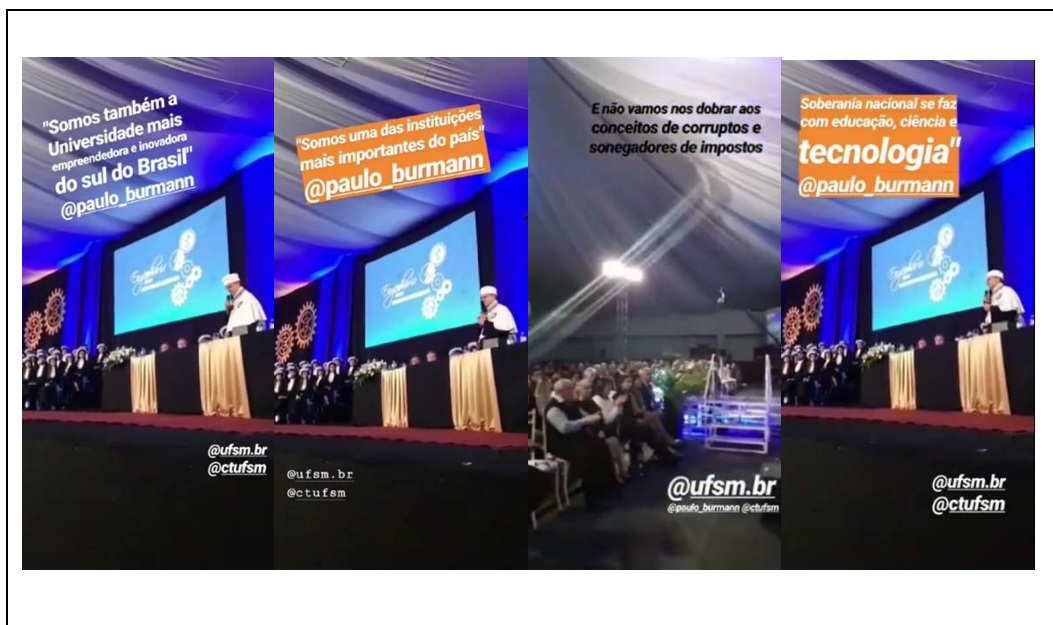 "Somos também a
Universidade mais
empreendedora e inovadora
do sul do Brasil"
@paulo_burmann
@ufsm.br
@ctufsm
"Somos uma das instituições
mais importantes do país"
@paulo_burmann
@ufsm.br
@ctufsm
E não vamos nos dobrar aos
conceitos de corruptos e
sonegadores de impostos
@ufsm.br
@paulo_burmann @ctufsm
Soberania nacional se faz
com educação, ciência e
tecnologia"
@paulo_burmann
@ufsm.br
@ctufsm